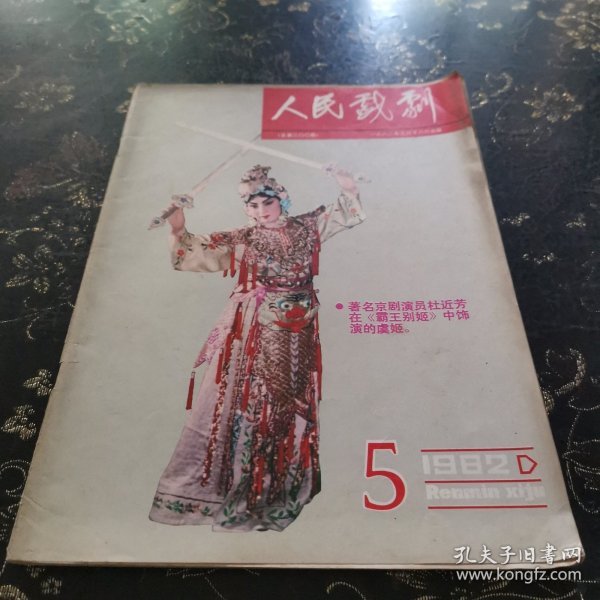 人民戏剧
● 著名京剧演员杜近芳
在《霸王别姬》中饰
演的虞姬。
5
1982
Renmin xiju
孔夫子旧书网
www.kongfz.com